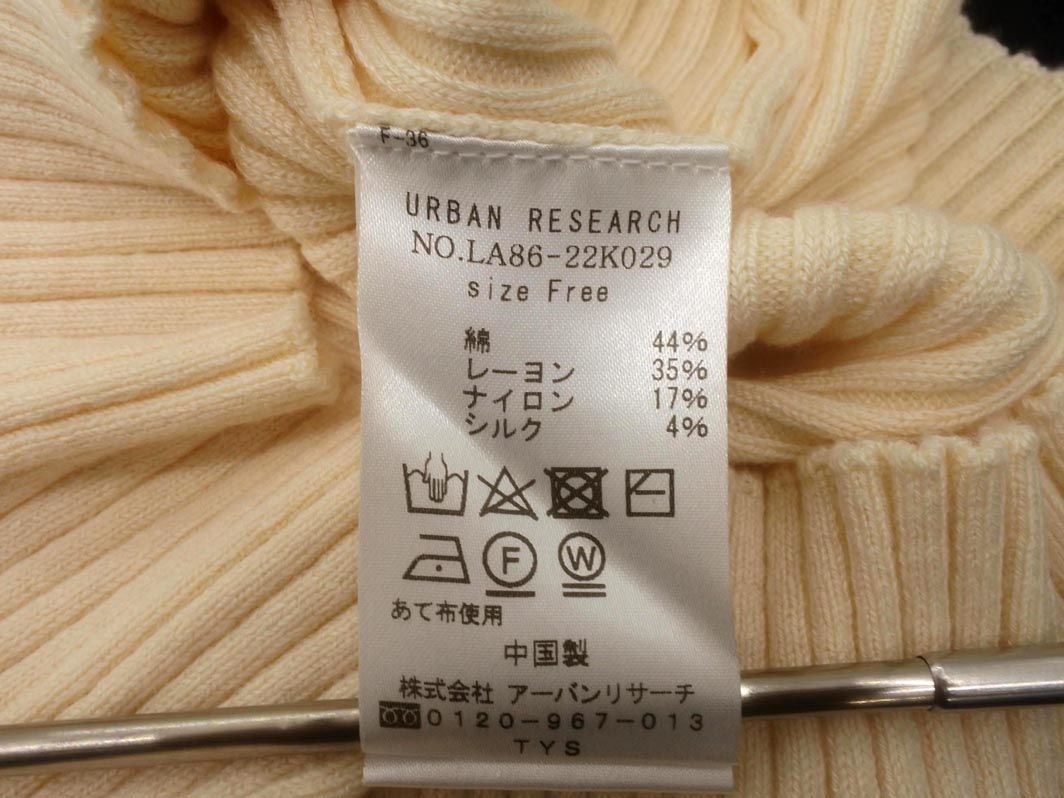 F-36
URBAN RESEARCH
NO.LA86-22K029
size Free
綿 44%
レーヨン 35%
ナイロン 17%
シルク 4%
F W
あて布使用
中国製
株式会社 アーバンリサーチ
0120-967-013
TYS